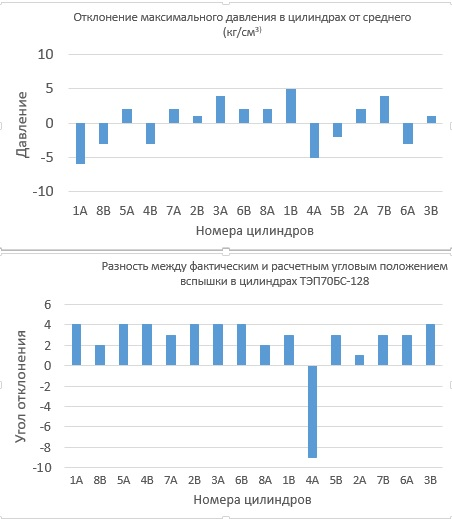 Отклонение максимального давления в цилиндрах от среднего
(кг/см³⁾
10
5
0
-5
-10
Давление
1А 8В 5А 4В 7А 2В 3А 6В 8А 1В 4А 5В 2А 7В 6А 3В
Номера цилиндров
Разность между фактическим и расчетным угловым положением
вспышки в цилиндрах ТЭП70БС-128
6
4
2
0
-2
-4
-6
-8
-10
Угол отклонения
1А 8В 5А 4В 7А 2В 3А 6В 8А 1В 4А 5В 2А 7В 6А 3В
Номера цилиндров